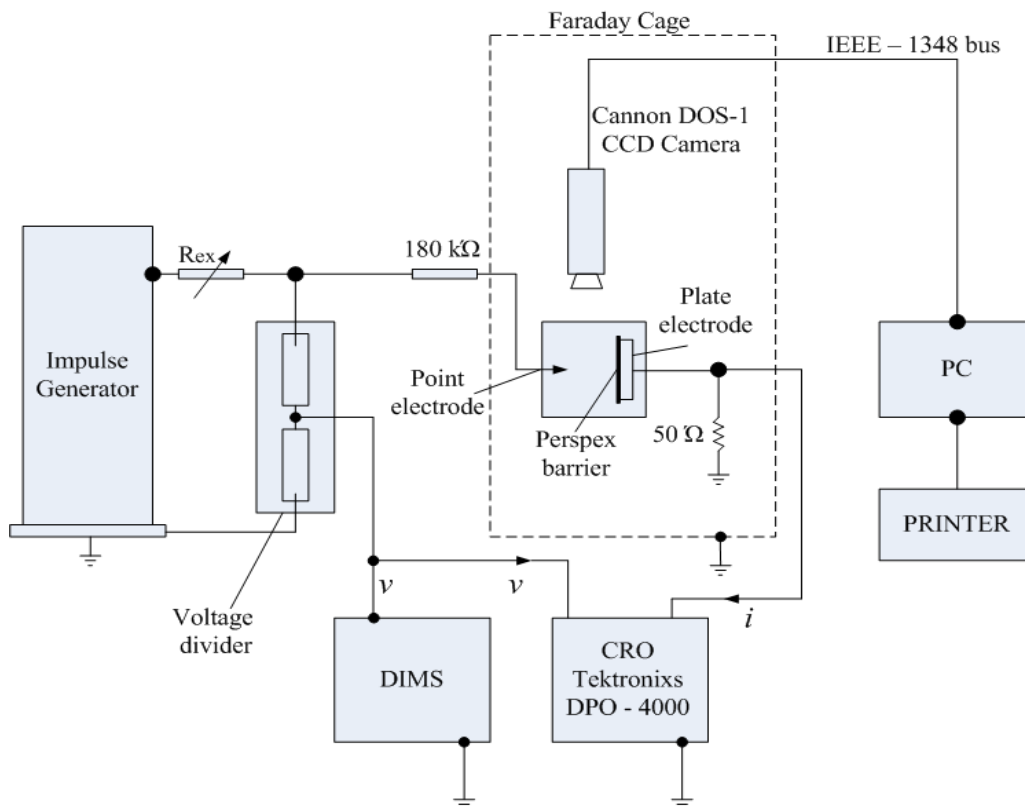 Faraday Cage
IEEE – 1348 bus
Cannon DOS-1
CCD Camera
Rex
180 kΩ
Plate
electrode
Impulse
Generator
Point
electrode
PC
50 Ω
Perspex
barrier
PRINTER
v
v
i
Voltage
divider
DIMS
CRO
Tektronixs
DPO - 4000